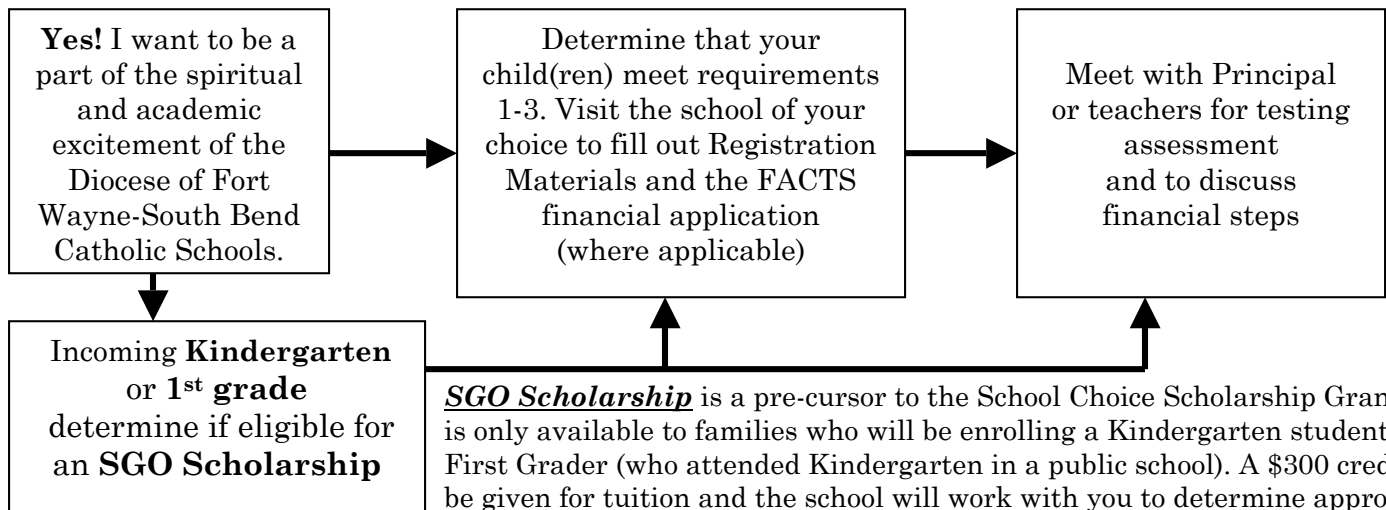 Yes! I want to be a
part of the spiritual
and academic
excitement of the
Diocese of Fort
Wayne-South Bend
Catholic Schools.
Determine that your
child(ren) meet requirements
1-3. Visit the school of your
choice to fill out Registration
Materials and the FACTS
financial application
(where applicable)
Meet with Principal
or teachers for testing
assessment
and to discuss
financial steps
Incoming Kindergarten
or 1st grade
determine if eligible for
an SGO Scholarship
SGO Scholarship is a pre-cursor to the School Choice Scholarship Gran
is only available to families who will be enrolling a Kindergarten student
First Grader (who attended Kindergarten in a public school). A $300 cred
be given for tuition and the school will work with you to determine appro